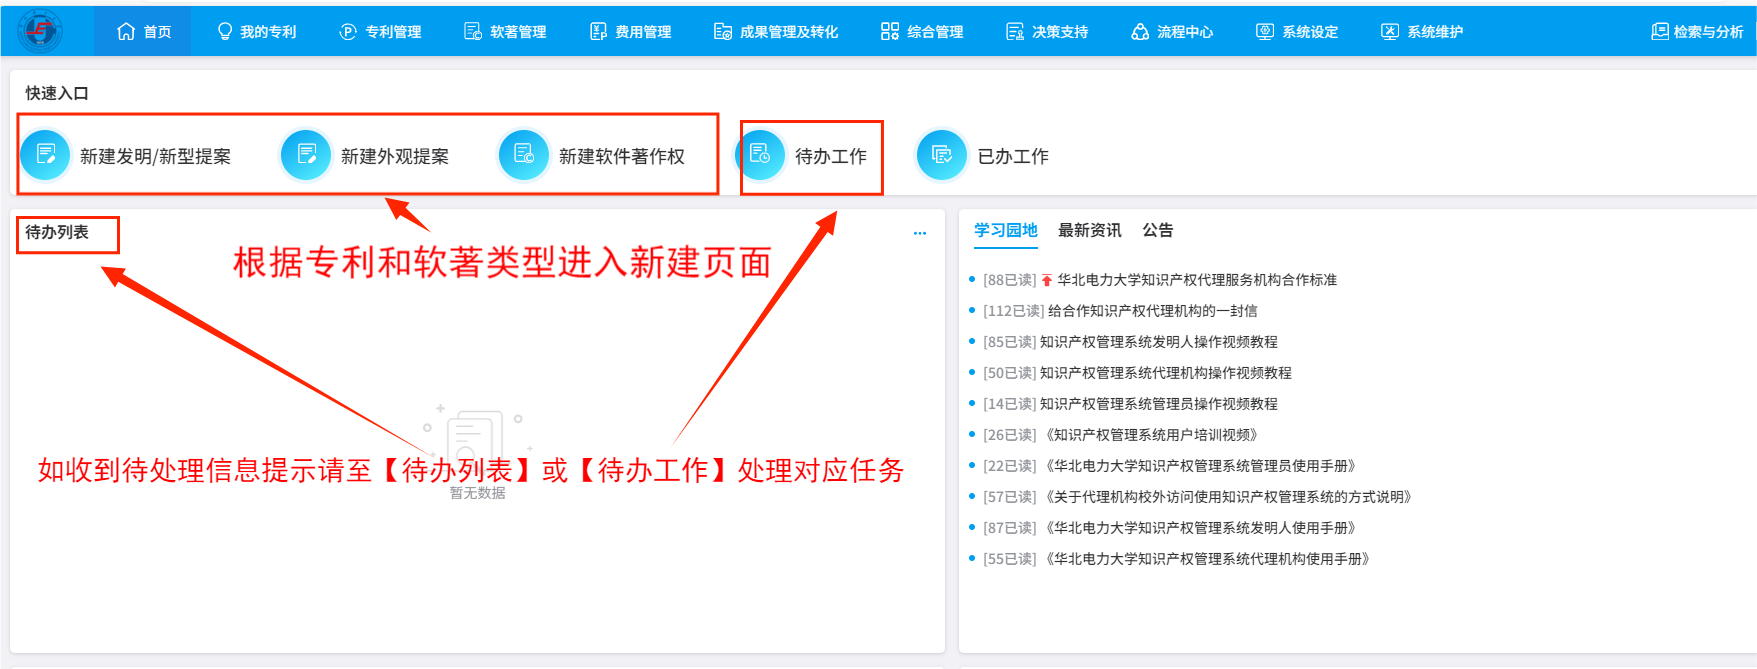 首页 我的专利 专利管理 软著管理 费用管理 成果管理及转化 综合管理 决策支持 流程中心 系统设定 系统维护 检索与分析
快速入口
新建发明/新型提案 新建外观提案 新建软件著作权 待办工作 已办工作
待办列表
根据专利和软著类型进入新建页面
如收到待处理信息提示请至【待办列表】或【待办工作】处理对应任务
暂无数据
学习园地 最新资讯 公告
[88已读] 华北电力大学知识产权代理服务机构合作标准
[112已读] 给合作知识产权代理机构的一封信
[85已读] 知识产权管理系统发明人操作视频教程
[50已读] 知识产权管理系统代理机构操作视频教程
[14已读] 知识产权管理系统管理员操作视频教程
[26已读] 《知识产权管理系统用户培训视频》
[22已读] 《华北电力大学知识产权管理系统管理员使用手册》
[57已读] 《关于代理机构校外访问使用知识产权管理系统的方式说明》
[87已读] 《华北电力大学知识产权管理系统发明人使用手册》
[55已读] 《华北电力大学知识产权管理系统代理机构使用手册》